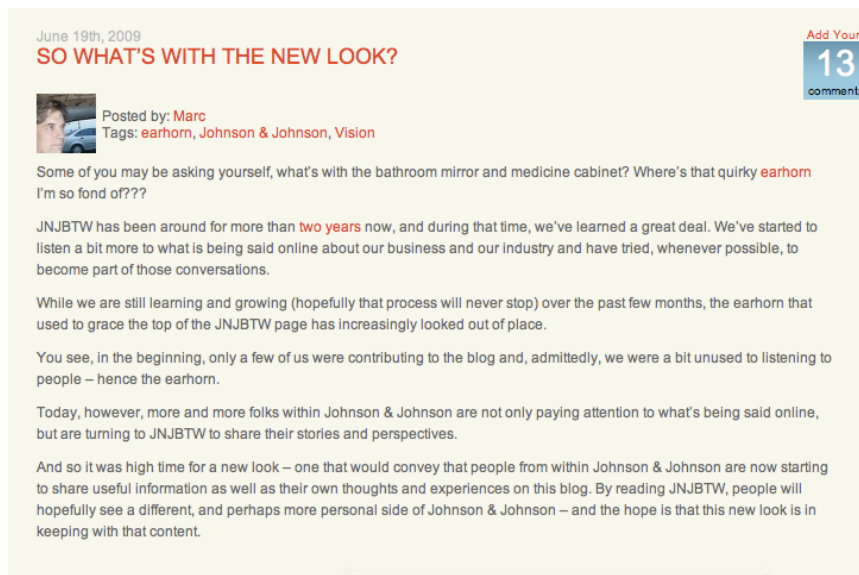 June 19th, 2009
SO WHAT'S WITH THE NEW LOOK?
Add Your
13
comment
Posted by: Marc
Tags: earhorn, Johnson & Johnson, Vision
Some of you may be asking yourself, what's with the bathroom mirror and medicine cabinet? Where's that quirky earhorn
I'm so fond of???
JNJBTW has been around for more than two years now, and during that time, we've learned a great deal. We've started to
listen a bit more to what is being said online about our business and our industry and have tried, whenever possible, to
become part of those conversations.
While we are still learning and growing (hopefully that process will never stop) over the past few months, the earhorn that
used to grace the top of the JNJBTW page has increasingly looked out of place.
You see, in the beginning, only a few of us were contributing to the blog and, admittedly, we were a bit unused to listening to
people – hence the earhorn.
Today, however, more and more folks within Johnson & Johnson are not only paying attention to what's being said online,
but are turning to JNJBTW to share their stories and perspectives.
And so it was high time for a new look – one that would convey that people from within Johnson & Johnson are now starting
to share useful information as well as their own thoughts and experiences on this blog. By reading JNJBTW, people will
hopefully see a different, and perhaps more personal side of Johnson & Johnson – and the hope is that this new look is in
keeping with that content.